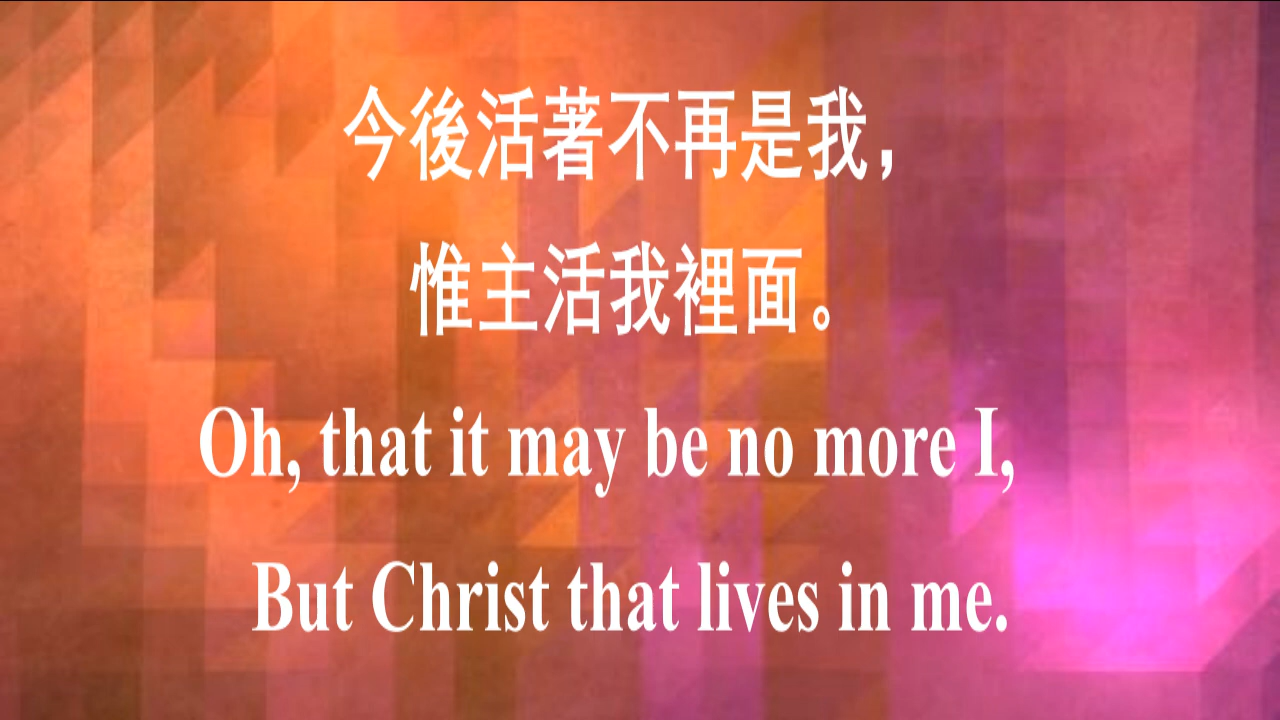 今後活著不再是我，
惟主活我裡面。
Oh, that it may be no more I,
But Christ that lives in me.